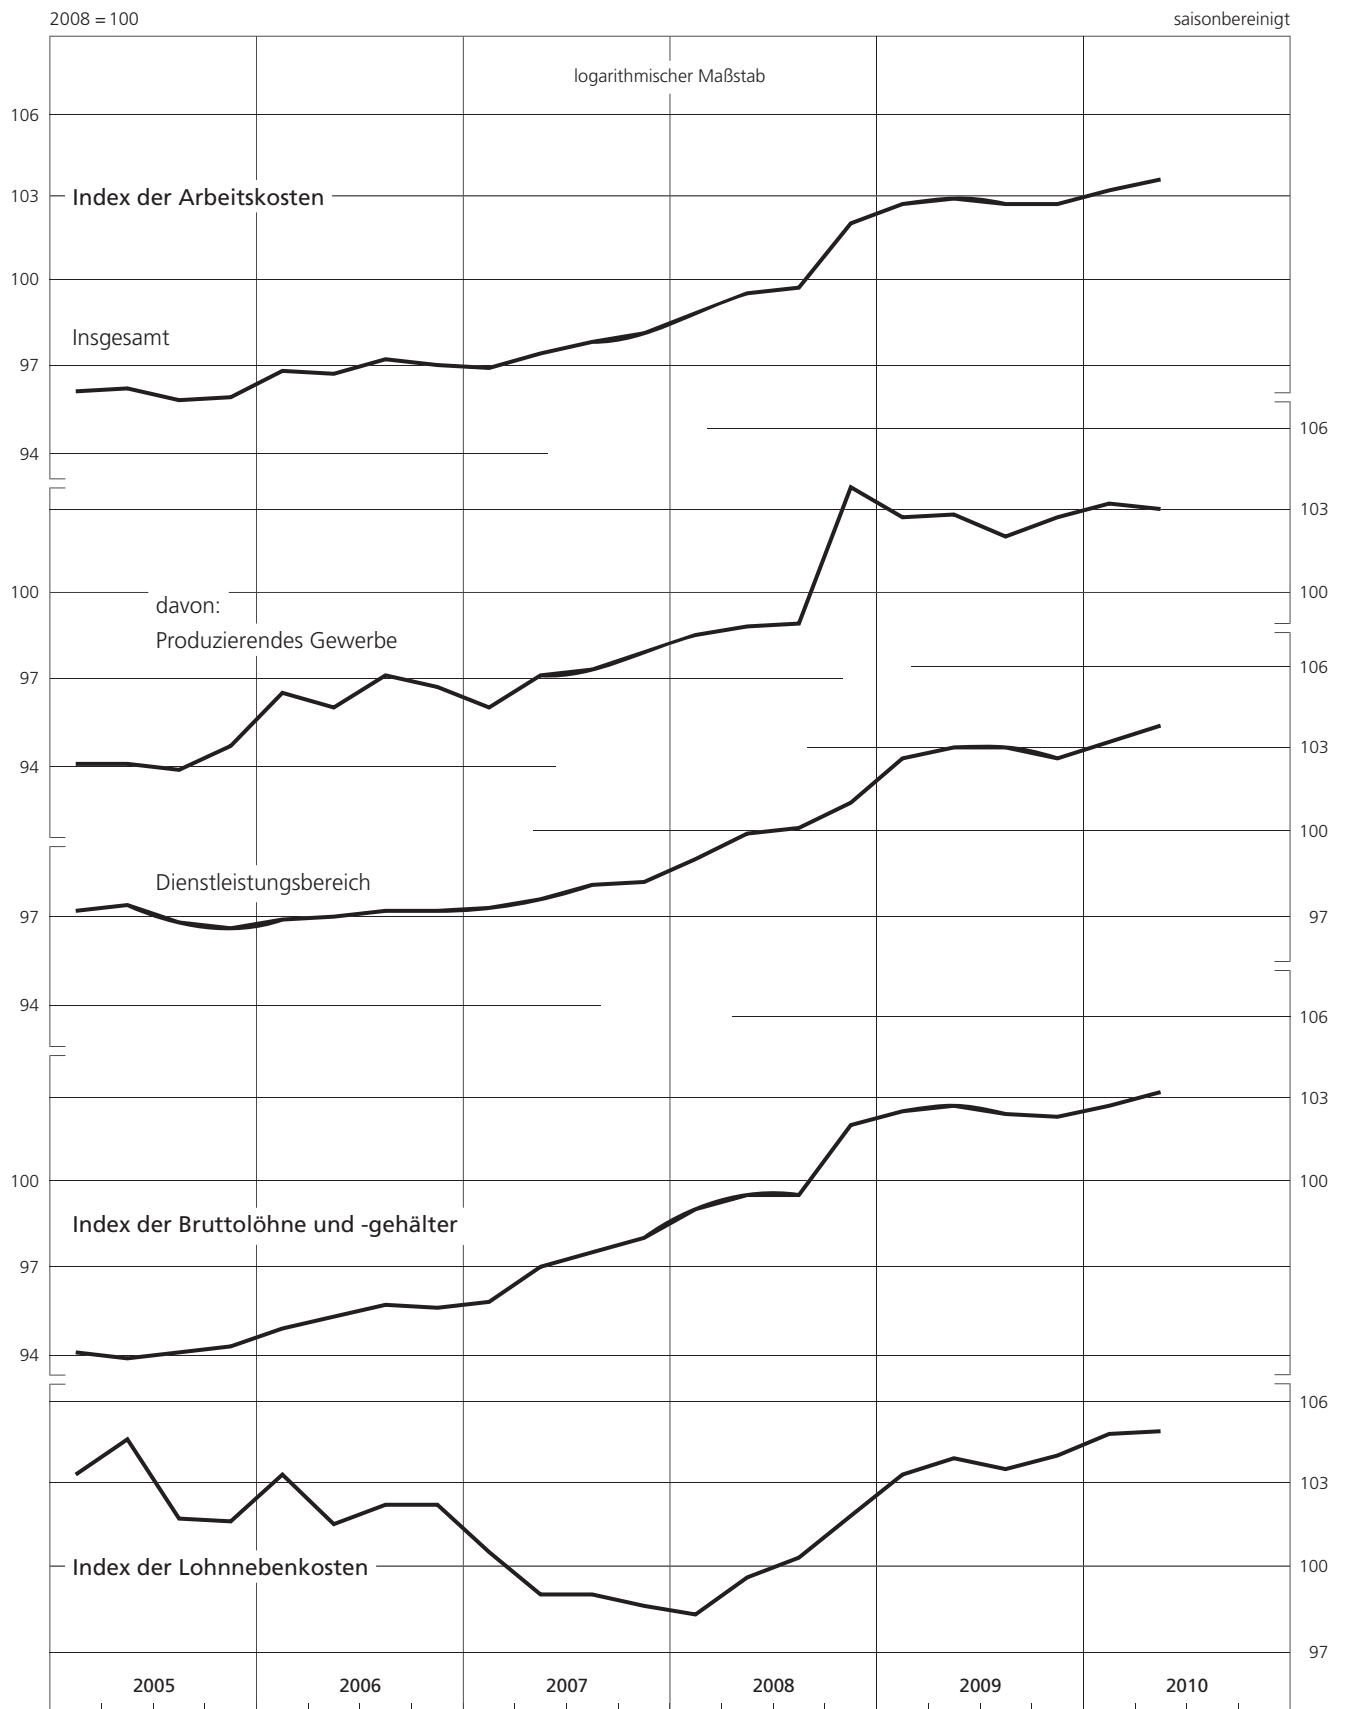 2008 = 100 saisonbereinigt
logarithmischer Maßstab
106
103 Index der Arbeitskosten
100
Insgesamt
97
106
94
103
100 100
davon:
Produzierendes Gewerbe
106
97
103
94
100
Dienstleistungsbereich
97 97
94
106
103
100 100
Index der Bruttolöhne und -gehälter
97
94
106
103
Index der Lohnnebenkosten 100
97
2005 2006 2007 2008 2009 2010